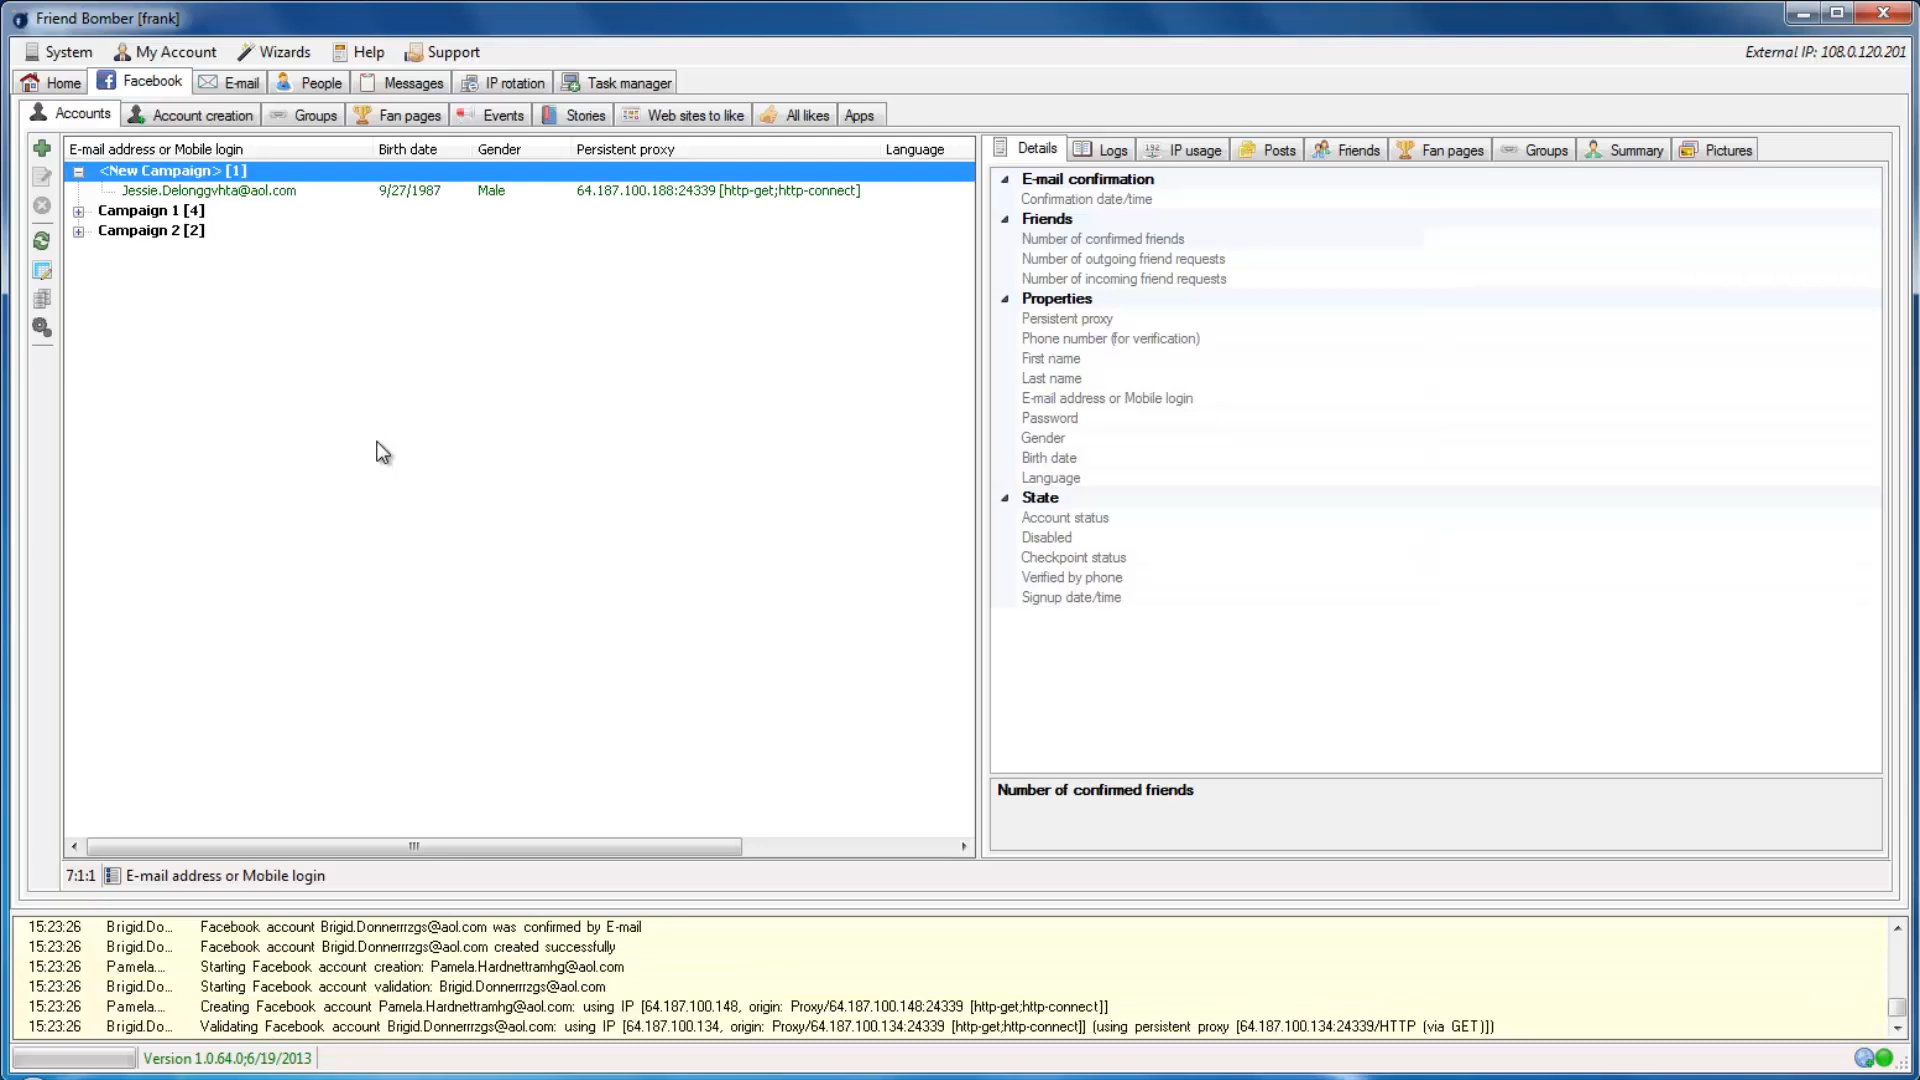 Friend Bomber [frank]
System My Account Wizards Help Support External IP: 108.0.120.201
Home Facebook E-mail People Messages IP rotation Task manager
Accounts Account creation Groups Fan pages Events Stories Web sites to like All likes Apps
E-mail address or Mobile login Birth date Gender Persistent proxy Language
<New Campaign> [1]
Jessie.Delonggvhta@aol.com 9/27/1987 Male 64.187.100.188:24339 [http-get;http-connect]
Campaign 1 [4]
Campaign 2 [2]
7:1:1 E-mail address or Mobile login
Details Logs IP usage Posts Friends Fan pages Groups Summary Pictures
E-mail confirmation
Confirmation date/time
Friends
Number of confirmed friends
Number of outgoing friend requests
Number of incoming friend requests
Properties
Persistent proxy
Phone number (for verification)
First name
Last name
E-mail address or Mobile login
Password
Gender
Birth date
Language
State
Account status
Disabled
Checkpoint status
Verified by phone
Signup date/time
Number of confirmed friends
15:23:26 Brigid.Do... Facebook account Brigid.Donnerrrzgs@aol.com was confirmed by E-mail
15:23:26 Brigid.Do... Facebook account Brigid.Donnerrrzgs@aol.com created successfully
15:23:26 Pamela.... Starting Facebook account creation: Pamela.Hardnettramhg@aol.com
15:23:26 Brigid.Do... Starting Facebook account validation: Brigid.Donnerrrzgs@aol.com
15:23:26 Pamela.... Creating Facebook account Pamela.Hardnettramhg@aol.com: using IP [64.187.100.148, origin: Proxy/64.187.100.148:24339 [http-get;http-connect]]
15:23:26 Brigid.Do... Validating Facebook account Brigid.Donnerrrzgs@aol.com: using IP [64.187.100.134, origin: Proxy/64.187.100.134:24339 [http-get;http-connect]] (using persistent proxy [64.187.100.134:24339/HTTP (via GET)])
Version 1.0.64.0;6/19/2013